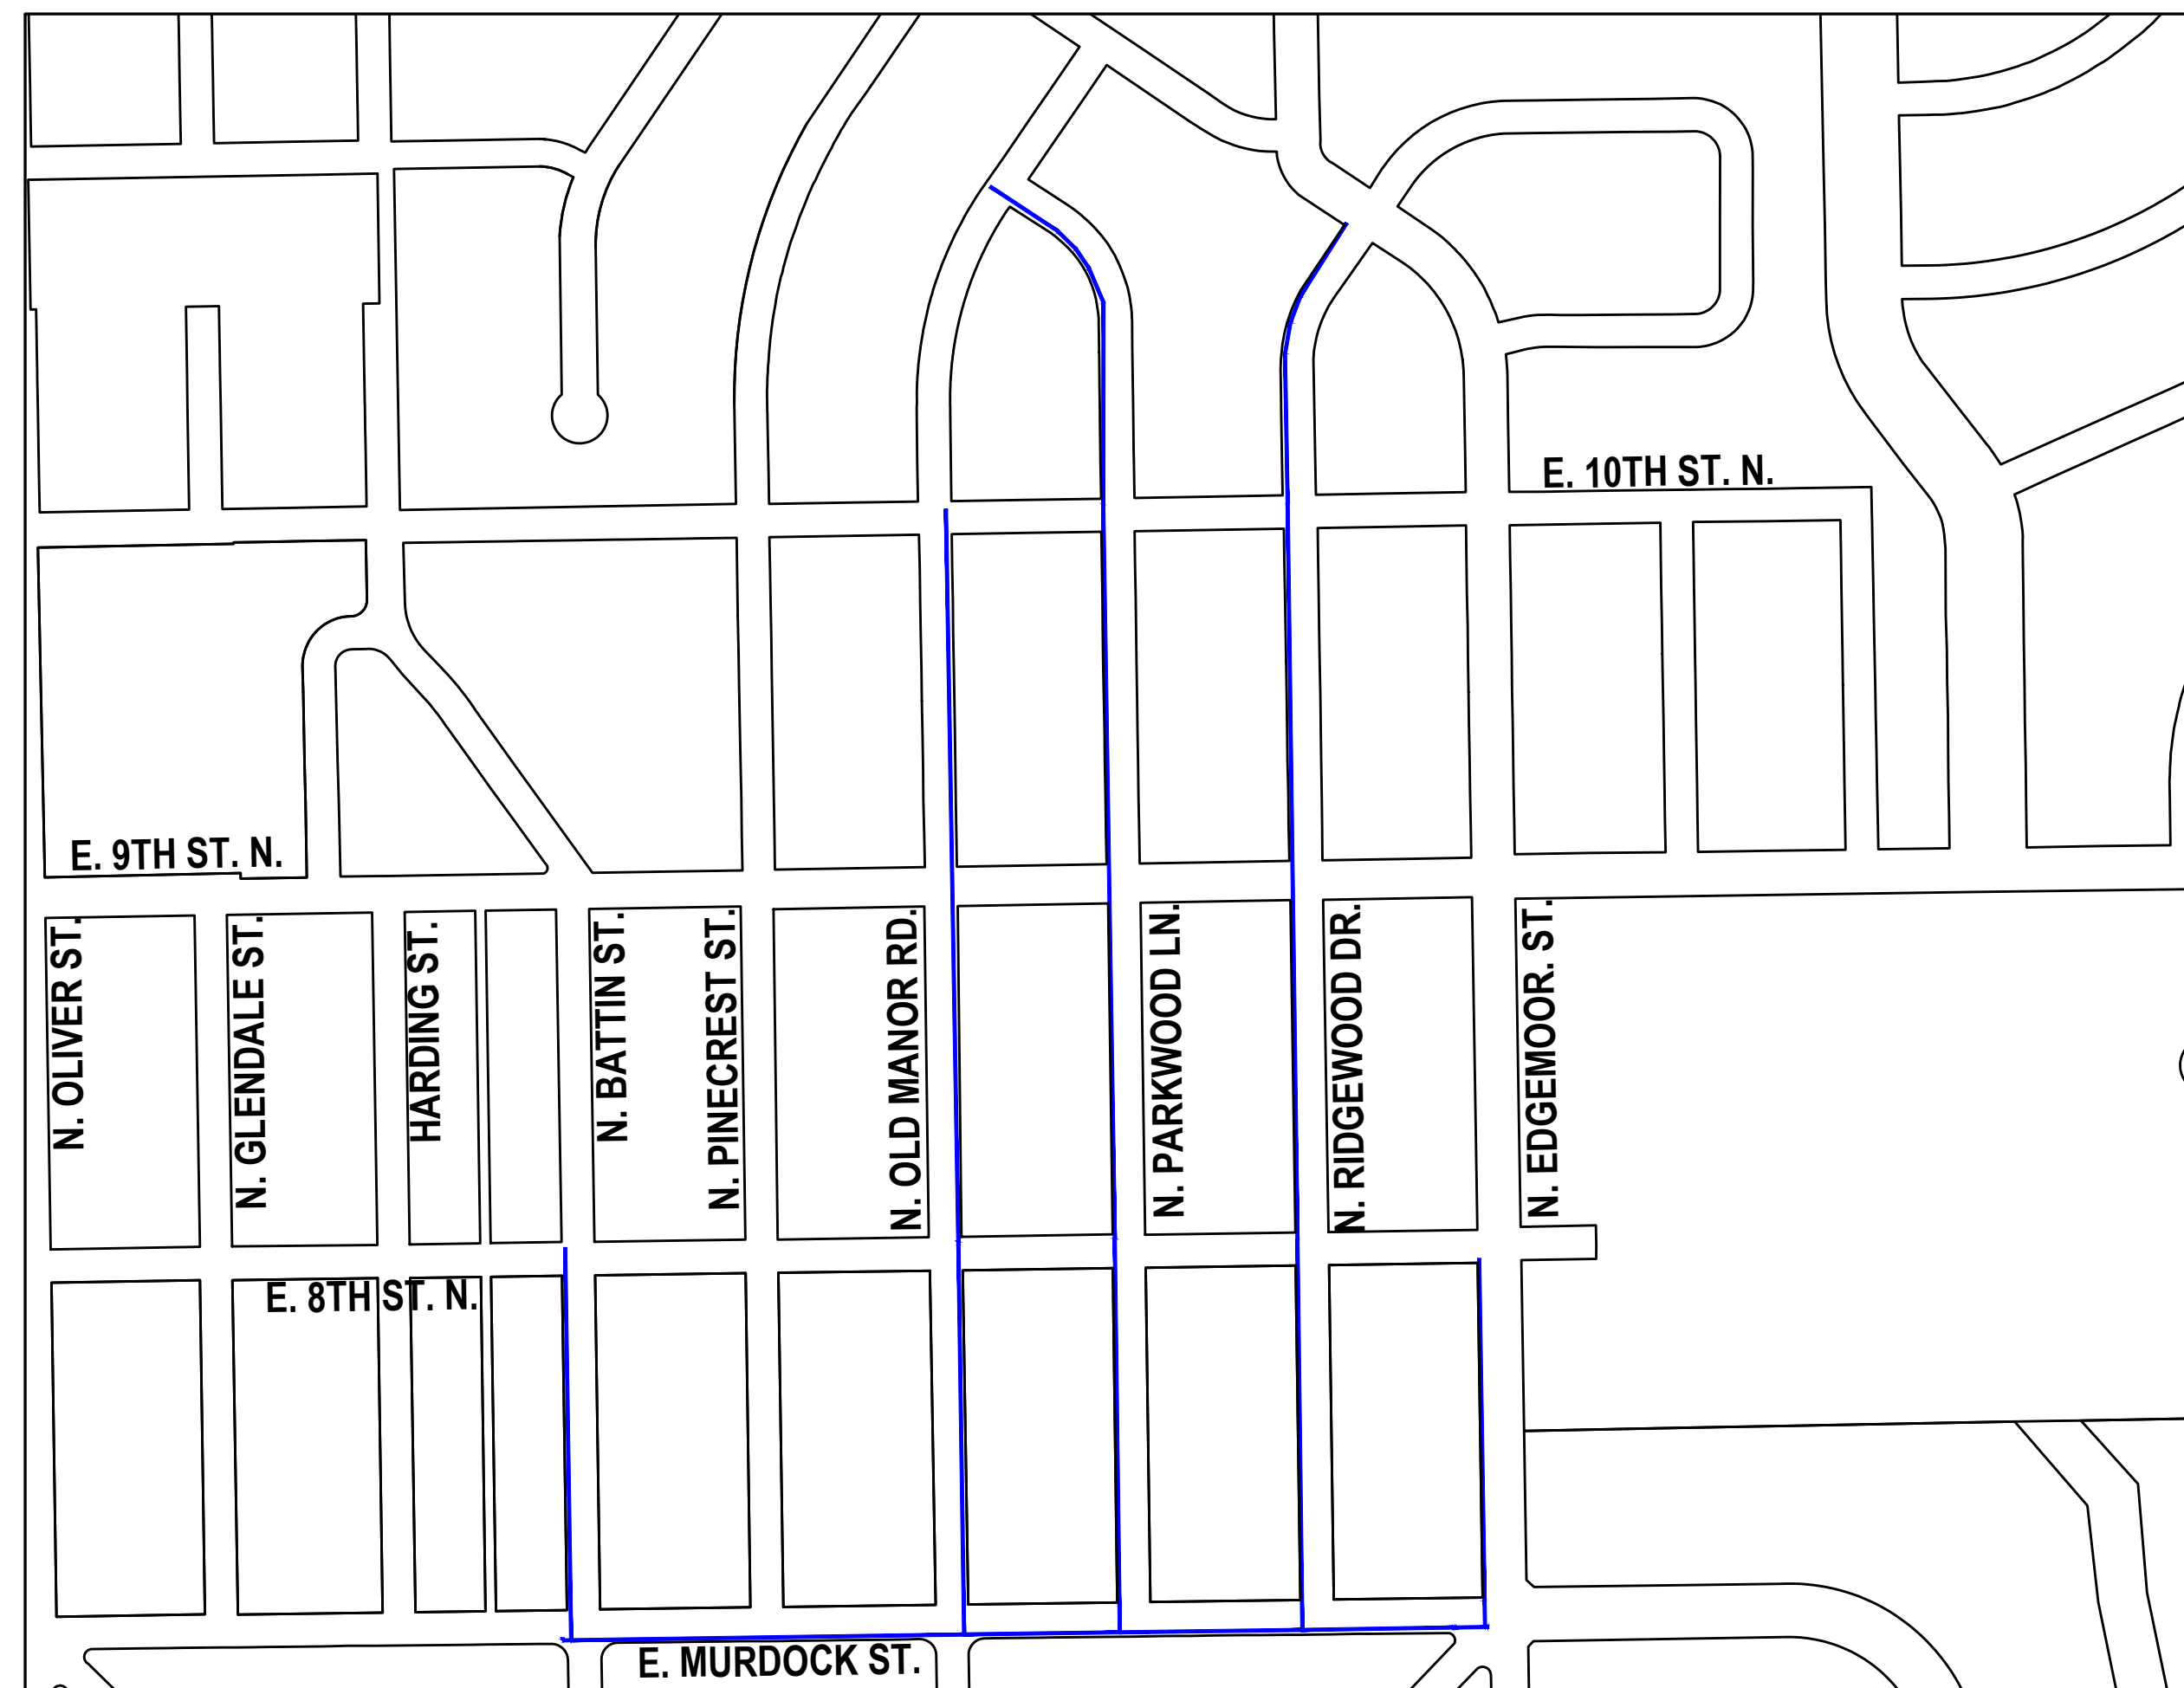 E. 10TH ST. N.
E. 9TH ST. N.
N. OLIVER ST.
N. GLENDALE ST.
HARDING ST.
N. BATTIN ST.
N. PINECREST ST.
N. OLD MANOR RD.
N. PARKWOOD LN.
N. RIDGEWOOD DR.
N. EDGEMOOR. ST.
E. 8TH ST. N.
E. MURDOCK ST.